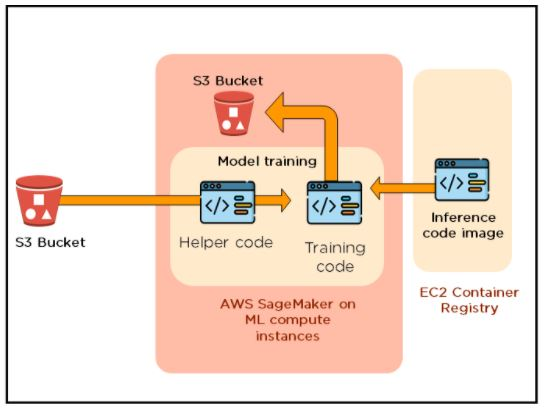 S3 Bucket
Model training
S3 Bucket
Helper code
Training
code
Inference
code image
AWS SageMaker on
ML compute
instances
EC2 Container
Registry